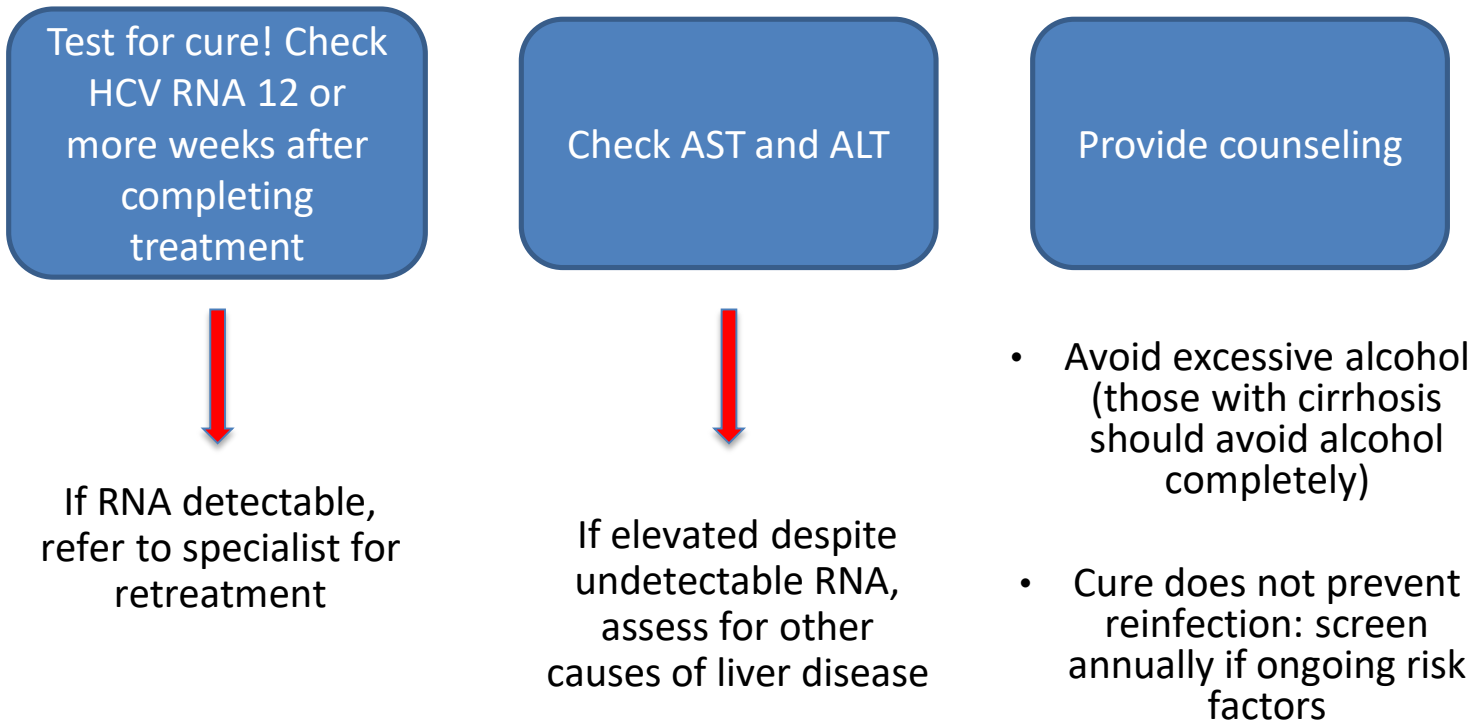 Test for cure! Check
HCV RNA 12 or
more weeks after
completing
treatment
If RNA detectable,
refer to specialist for
retreatment
Check AST and ALT
If elevated despite
undetectable RNA,
assess for other
causes of liver disease
Provide counseling
• Avoid excessive alcohol
(those with cirrhosis
should avoid alcohol
completely)
• Cure does not prevent
reinfection: screen
annually if ongoing risk
factors